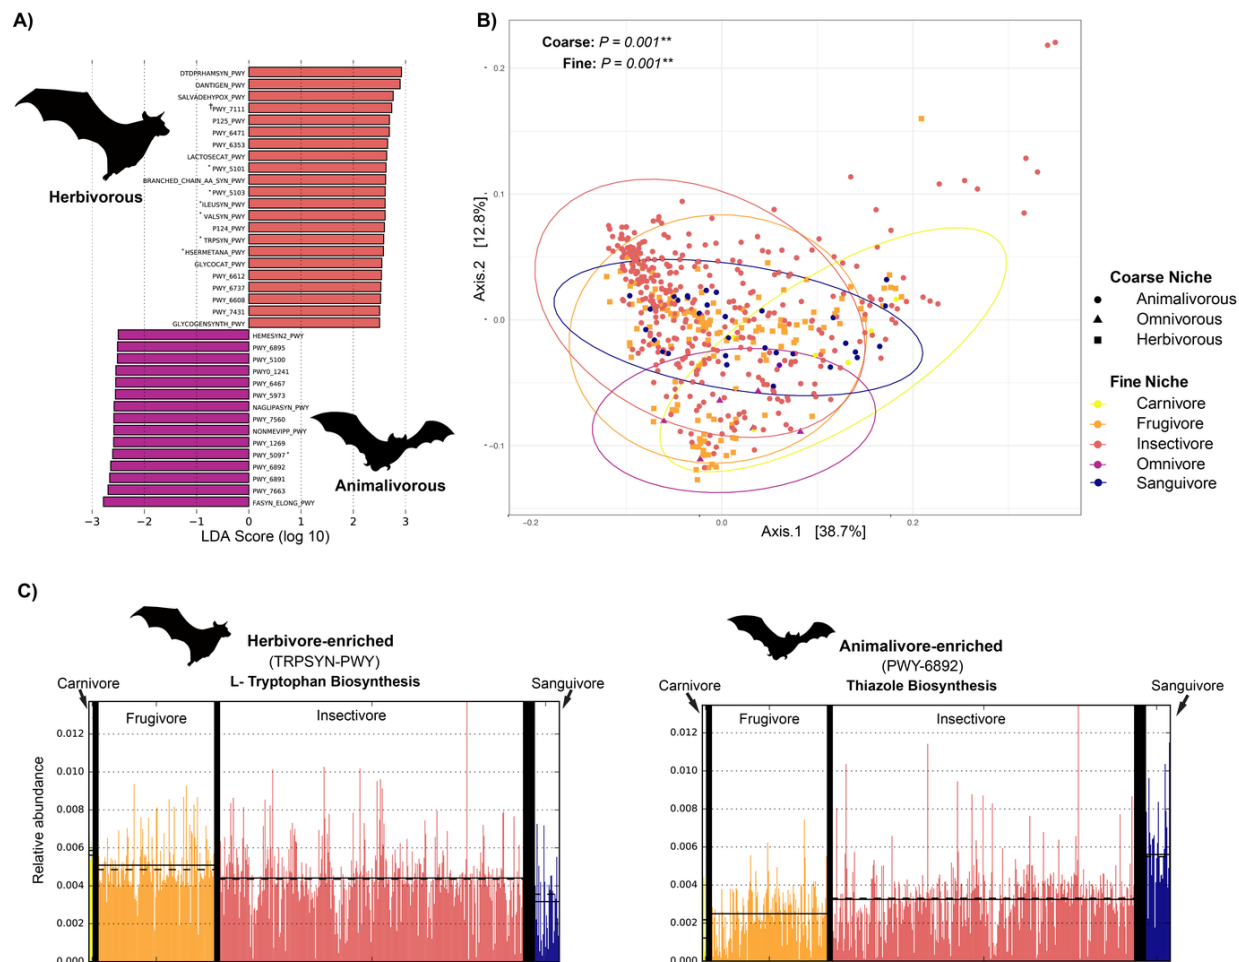 A)
DTDPRHAMSYN_PWY
DANTIGEN_PWY
SALVADEHYPOX_PWY
†PWY_7111
P125_PWY
PWY_6471
PWY_6353
LACTOSECAT_PWY
*PWY_5101
BRANCHED_CHAIN_AA_SYN_PWY
*PWY_5103
*ILEUSYN_PWY
*VALSYN_PWY
P124_PWY
*TRPSYN_PWY
*HSERMETANA_PWY
GLYCOCAT_PWY
PWY_6612
PWY_6737
PWY_6608
PWY_7431
GLYCOGENSYNTH_PWY
HEMESYN2_PWY
PWY_6895
PWY_5100
PWY0_1241
PWY_6467
PWY_5973
NAGLIPASYN_PWY
PWY_7560
NONMEVIPP_PWY
PWY_1269
PWY_5097*
PWY_6892
PWY_6891
PWY_7663
FASYN_ELONG_PWY
Herbivorous
Animalivorous
−3 −2 −1 0 1 2 3
LDA Score (log 10)
B)
Coarse: P = 0.001**
Fine: P = 0.001**
Axis.2 [12.8%]
0.2
0.1
0.0
−0.1
−0.2 0.0 0.2
Axis.1 [38.7%]
Coarse Niche
Animalivorous
Omnivorous
Herbivorous
Fine Niche
Carnivore
Frugivore
Insectivore
Omnivore
Sanguivore
C)
Herbivore-enriched
(TRPSYN-PWY)
L- Tryptophan Biosynthesis
Carnivore
Sanguivore
Frugivore
Insectivore
Relative abundance
0.012
0.010
0.008
0.006
0.004
0.002
0.000
Animalivore-enriched
(PWY-6892)
Thiazole Biosynthesis
Carnivore
Sanguivore
Frugivore
Insectivore
0.012
0.010
0.008
0.006
0.004
0.002
0.000